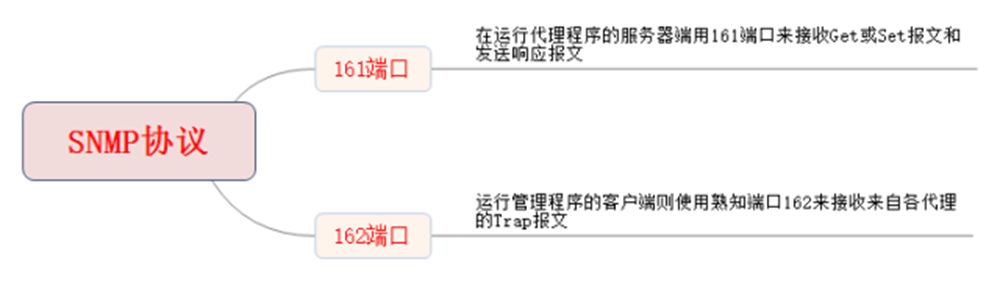 在运行代理程序的服务器端用161端口来接收Get或Set报文和
发送响应报文
161端口
SNMP协议
运行管理程序的客户端则使用熟知端口162来接收来自各代理
的Trap报文
162端口